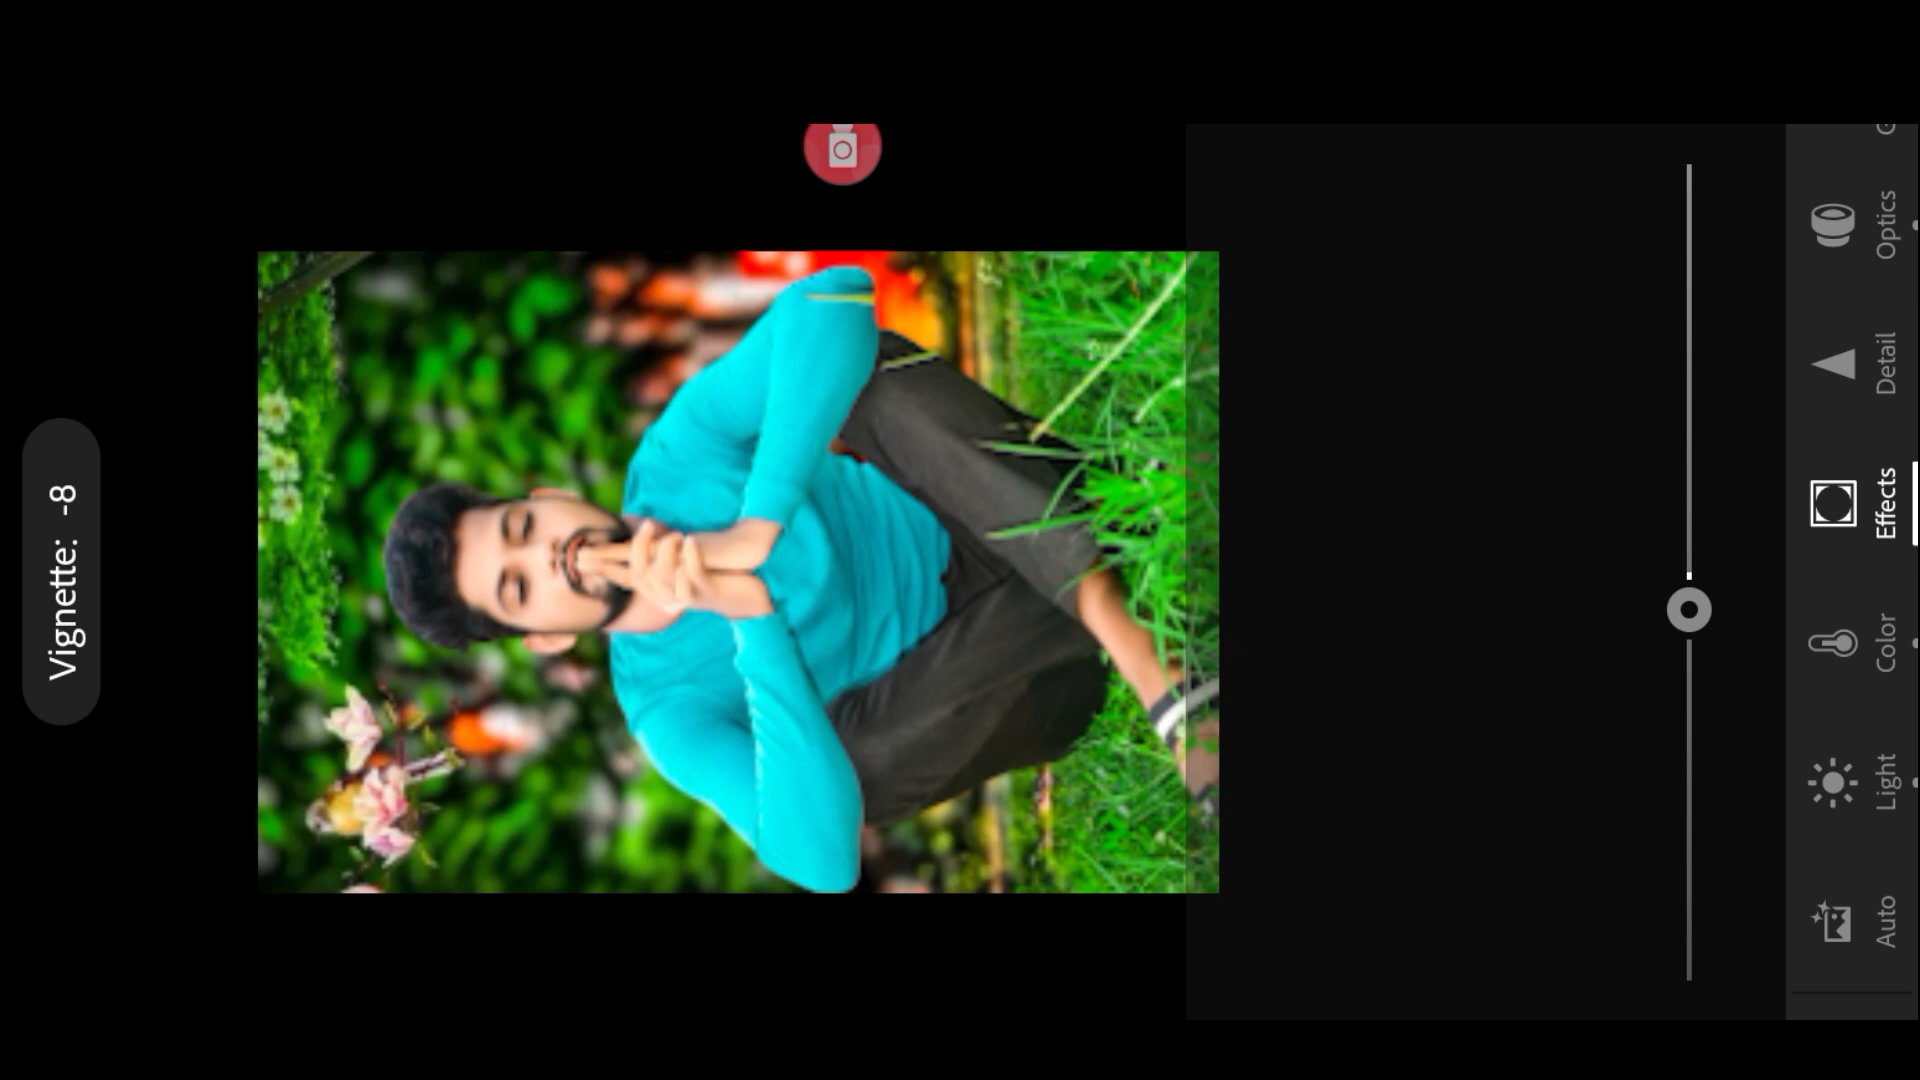 Vignette: -8
Auto
Light
Color
Effects
Detail
Optics